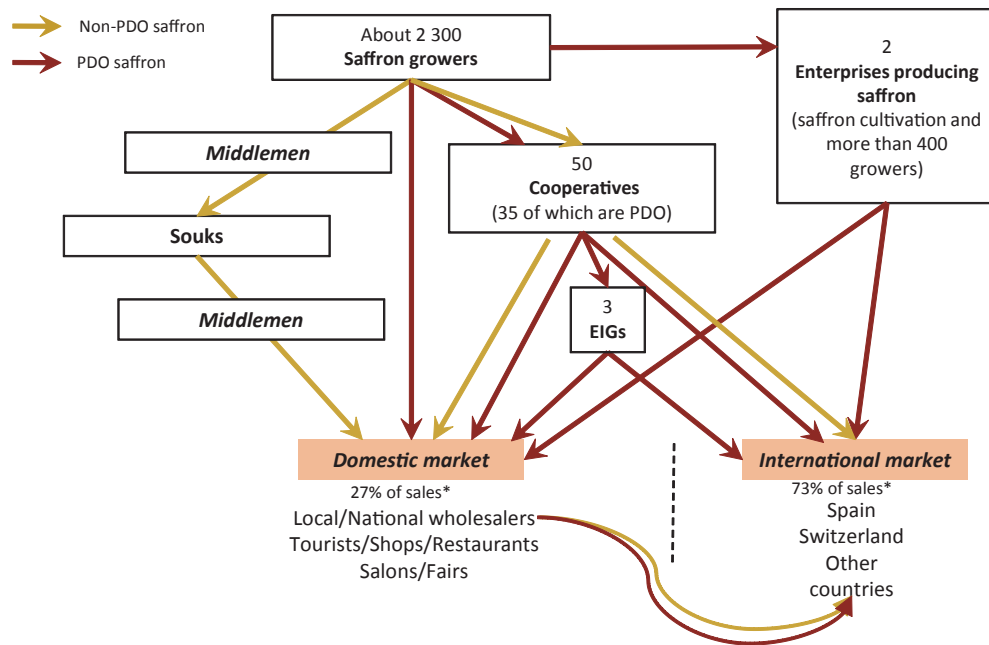 Non-PDO saffron
PDO saffron
About 2 300
Saffron growers
2
Enterprises producing
saffron
(saffron cultivation and
more than 400
growers)
Middlemen
50
Cooperatives
(35 of which are PDO)
Souks
Middlemen
3
EIGs
Domestic market
27% of sales*
Local/National wholesalers
Tourists/Shops/Restaurants
Salons/Fairs
International market
73% of sales*
Spain
Switzerland
Other
countries